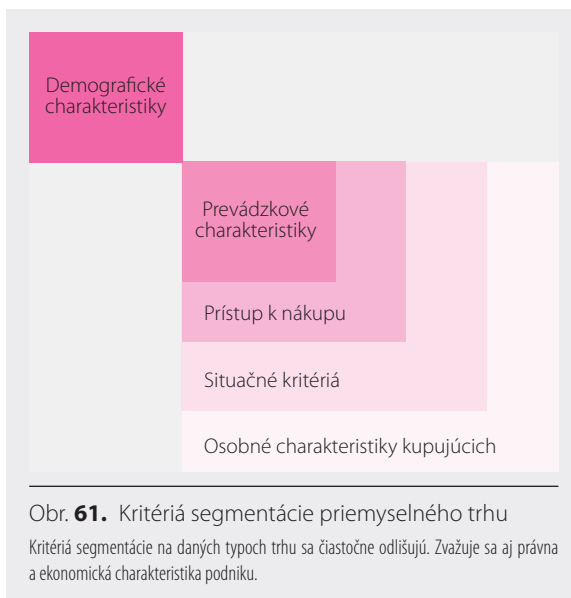 Demografické
charakteristiky
Prevádzkové
charakteristiky
Prístup k nákupu
Situačné kritériá
Osobné charakteristiky kupujúcich
Obr. 61. Kritériá segmentácie priemyselného trhu
Kritériá segmentácie na daných typoch trhu sa čiastočne odlišujú. Zvažuje sa aj právna
a ekonomická charakteristika podniku.